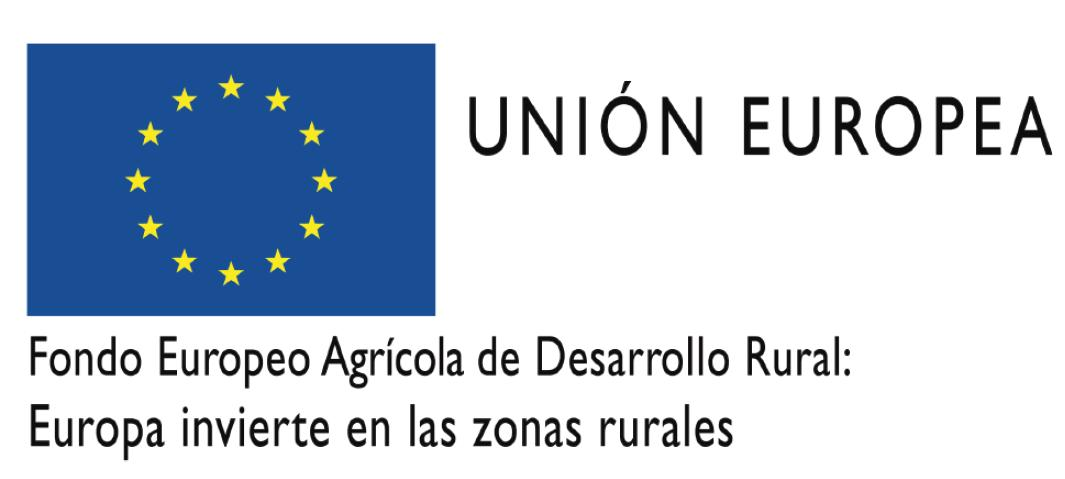 UNIÓN EUROPEA
Fondo Europeo Agrícola de Desarrollo Rural:
Europa invierte en las zonas rurales